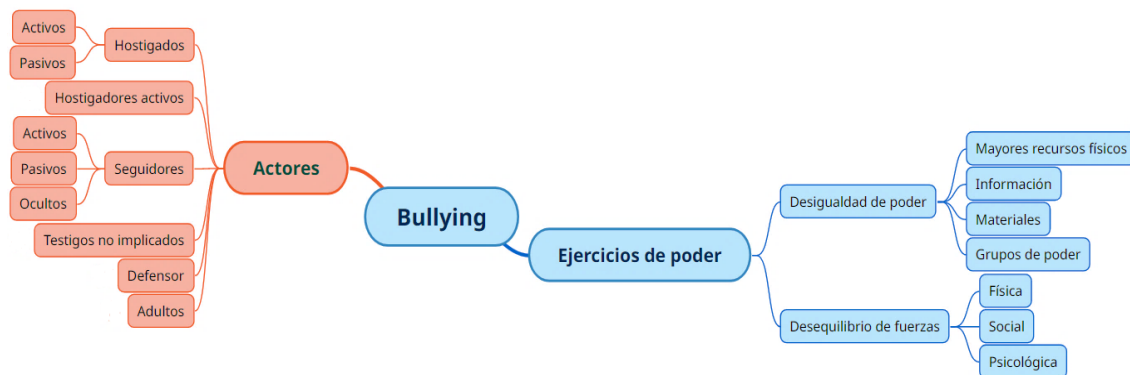 Bullying
Actores
Hostigados
Activos
Pasivos
Hostigadores activos
Seguidores
Activos
Pasivos
Ocultos
Testigos no implicados
Defensor
Adultos
Ejercicios de poder
Desigualdad de poder
Mayores recursos físicos
Información
Materiales
Grupos de poder
Desequilibrio de fuerzas
Física
Social
Psicológica